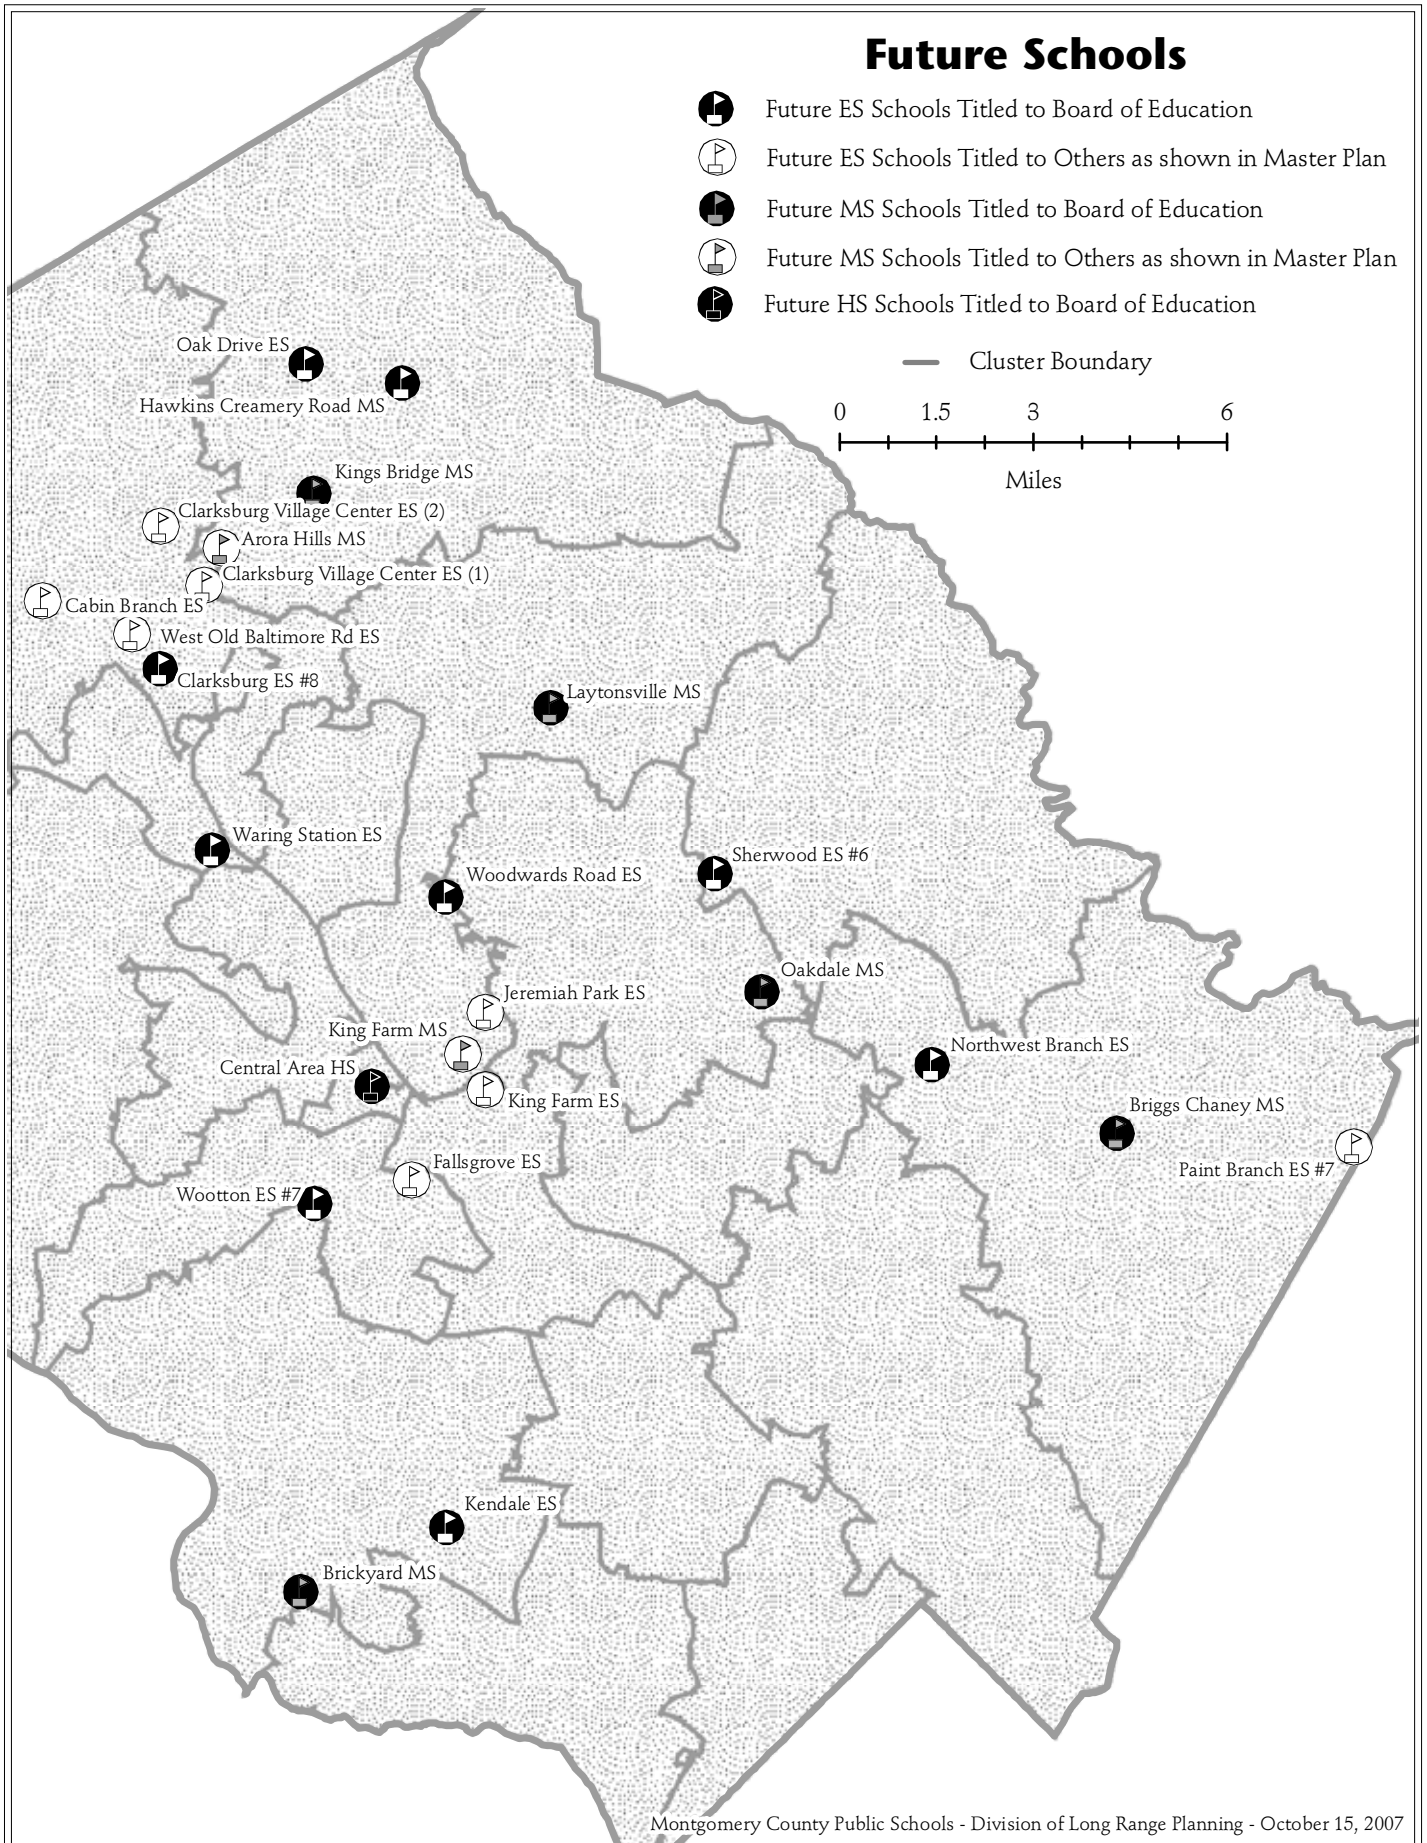 Future Schools
Future ES Schools Titled to Board of Education
Future ES Schools Titled to Others as shown in Master Plan
Future MS Schools Titled to Board of Education
Future MS Schools Titled to Others as shown in Master Plan
Future HS Schools Titled to Board of Education
Cluster Boundary
0 1.5 3 6
Miles
Oak Drive ES
Hawkins Creamery Road MS
Kings Bridge MS
Clarksburg Village Center ES (2)
Arora Hills MS
Clarksburg Village Center ES (1)
Cabin Branch ES
West Old Baltimore Rd ES
Clarksburg ES #8
Laytonsville MS
Waring Station ES
Sherwood ES #6
Woodwards Road ES
Oakdale MS
Jeremiah Park ES
King Farm MS
Northwest Branch ES
Central Area HS
King Farm ES
Briggs Chaney MS
Fallsgrove ES
Paint Branch ES #7
Wootton ES #7
Kendale ES
Brickyard MS
Montgomery County Public Schools - Division of Long Range Planning - October 15, 2007